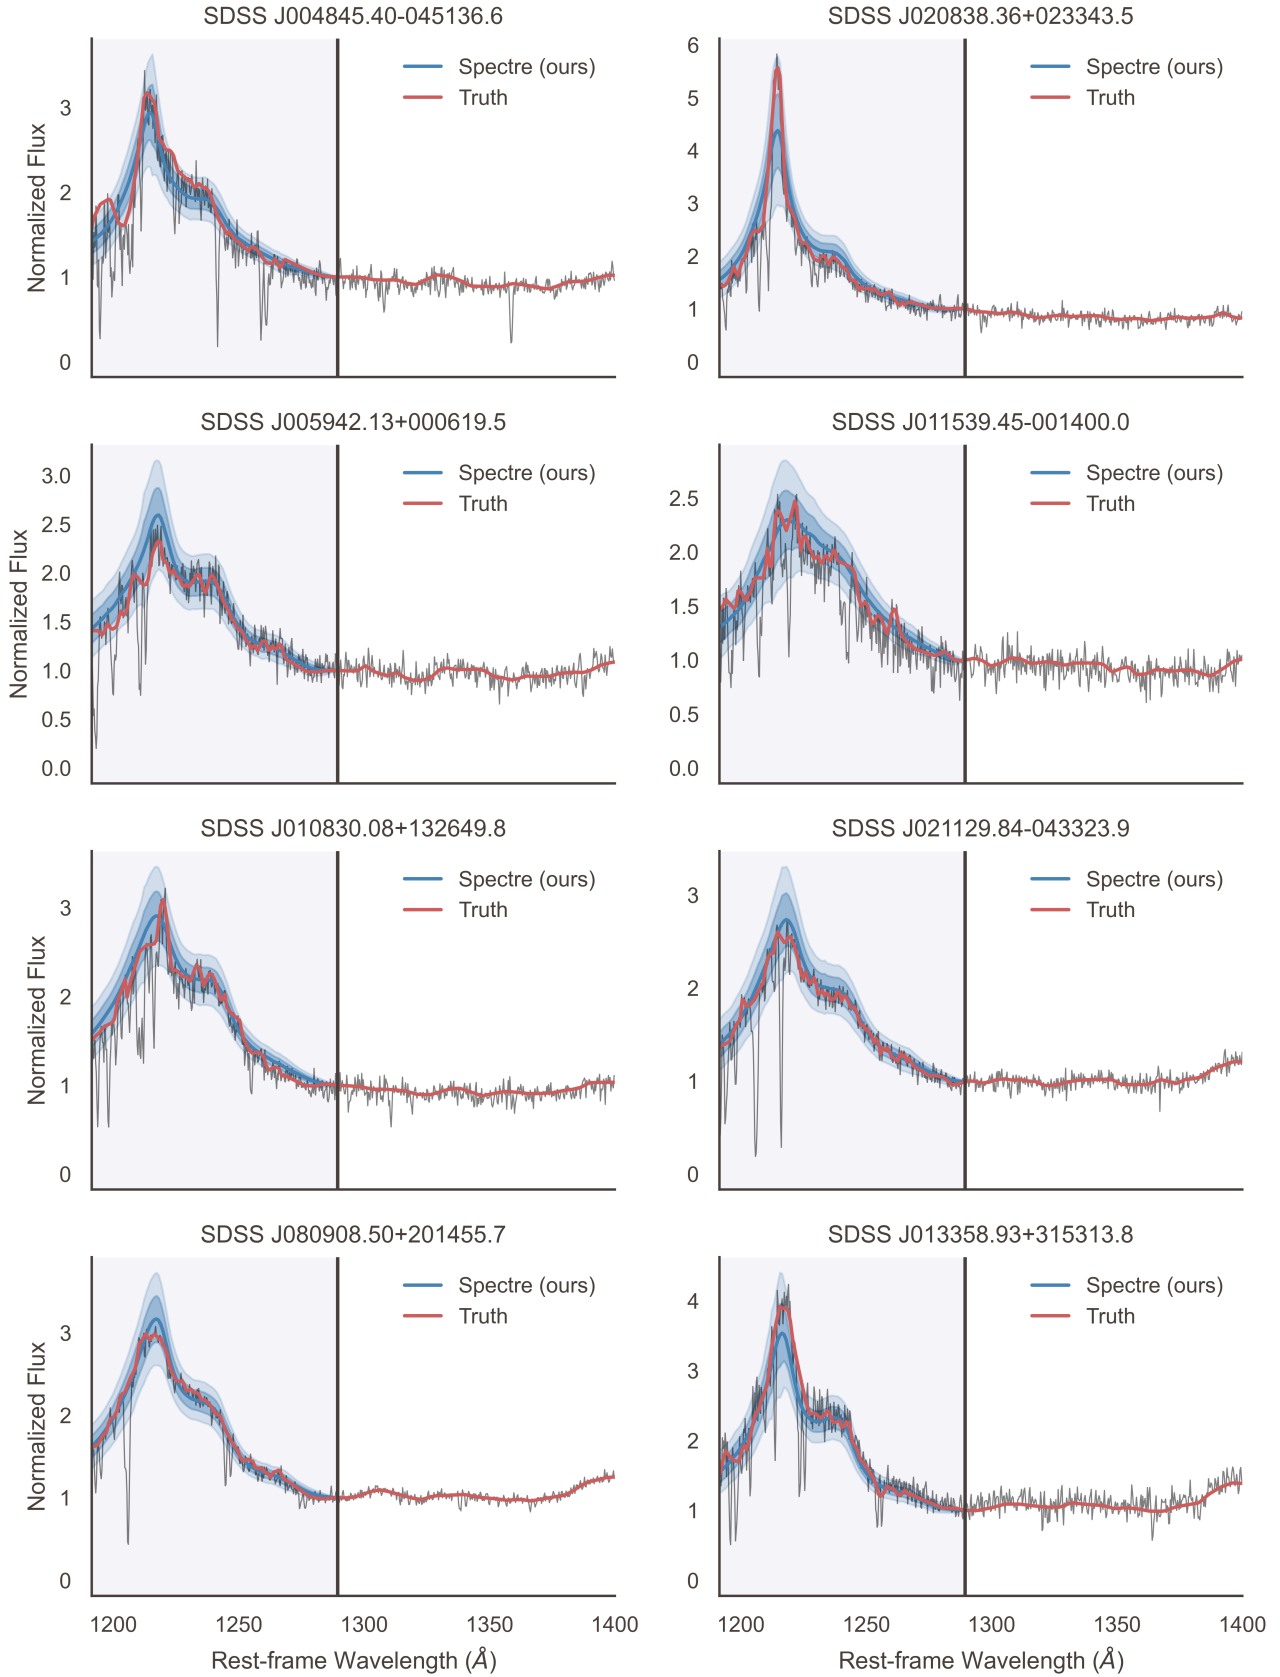 SDSS J004845.40-045136.6
Normalized Flux
3
2
1
0
Spectre (ours)
Truth
SDSS J020838.36+023343.5
6
5
4
3
2
1
0
Spectre (ours)
Truth
SDSS J005942.13+000619.5
Normalized Flux
3.0
2.5
2.0
1.5
1.0
0.5
0.0
Spectre (ours)
Truth
SDSS J011539.45-001400.0
2.5
2.0
1.5
1.0
0.5
0.0
Spectre (ours)
Truth
SDSS J010830.08+132649.8
Normalized Flux
3
2
1
0
Spectre (ours)
Truth
SDSS J021129.84-043323.9
3
2
1
0
Spectre (ours)
Truth
SDSS J080908.50+201455.7
Normalized Flux
3
2
1
0
Spectre (ours)
Truth
1200 1250 1300 1350 1400
Rest-frame Wavelength (Å)
SDSS J013358.93+315313.8
4
3
2
1
0
Spectre (ours)
Truth
1200 1250 1300 1350 1400
Rest-frame Wavelength (Å)